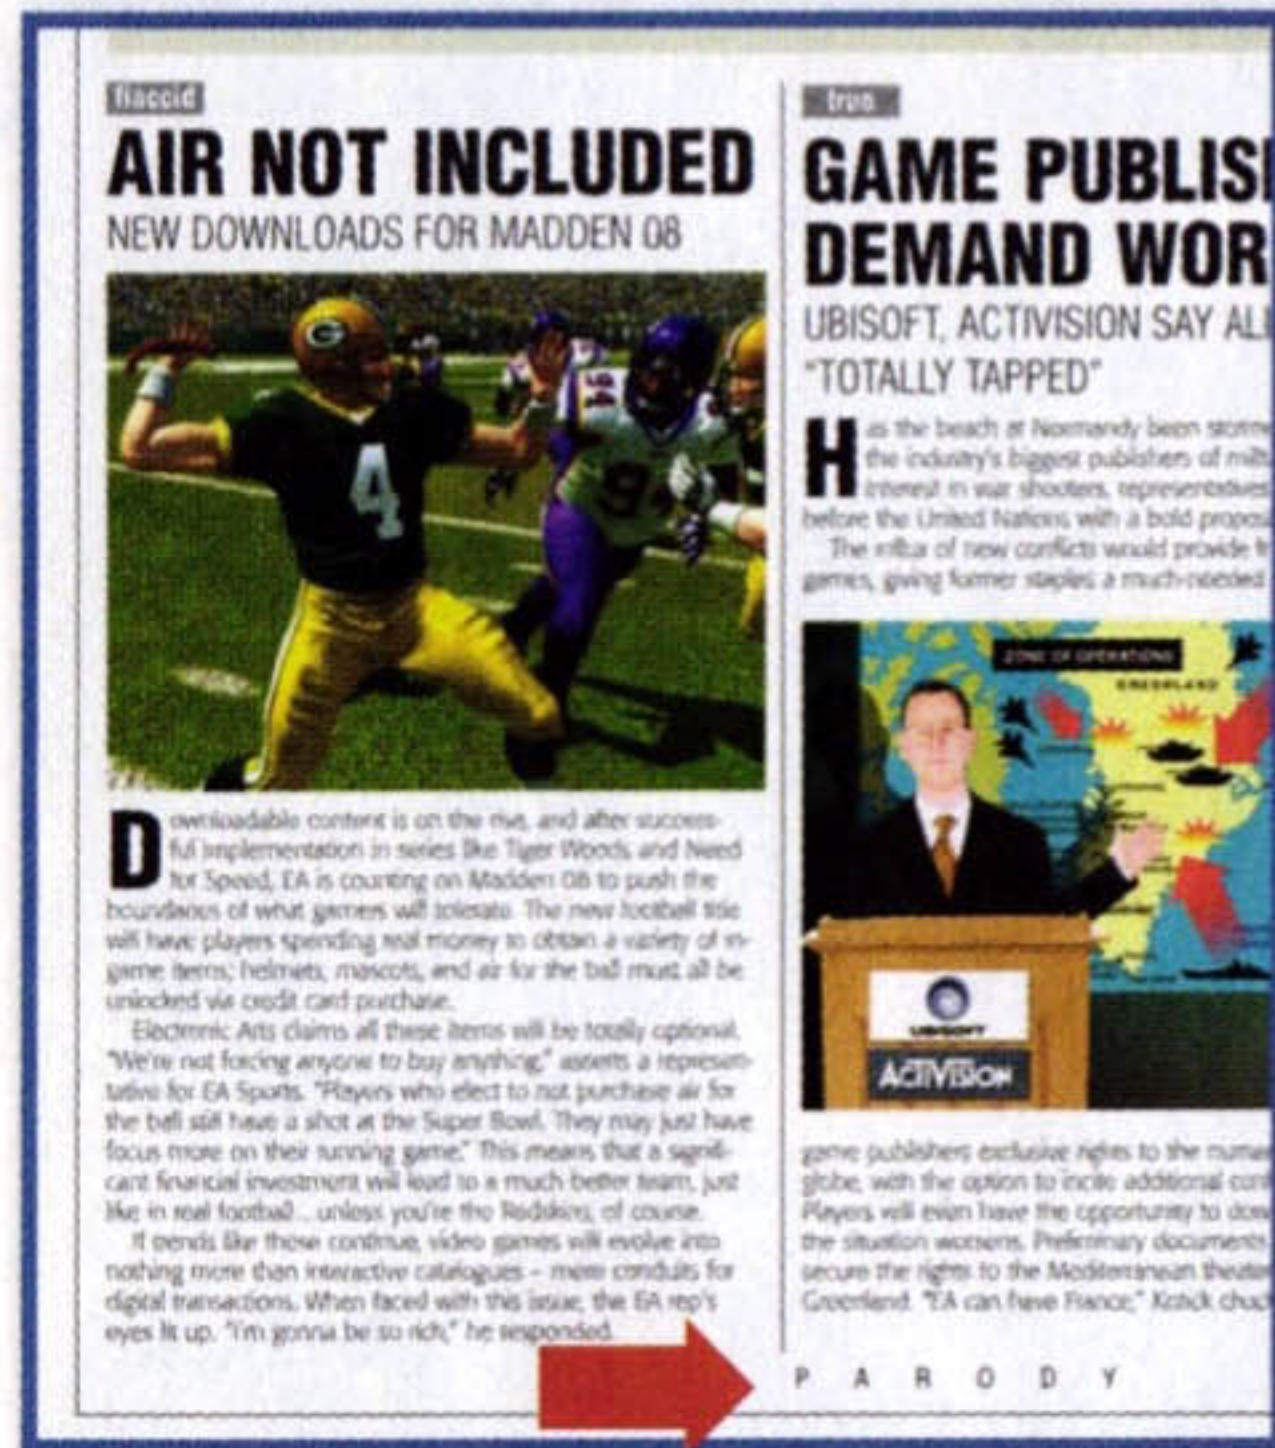 flaccid
AIR NOT INCLUDED
NEW DOWNLOADS FOR MADDEN 08
G
4
94
94
Downloadable content is on the rise, and after success-
ful implementation in series like Tiger Woods and Need
for Speed, EA is counting on Madden 08 to push the
boundaries of what gamers will tolerate. The new football title
will have players spending real money to obtain a variety of in-
game items; helmets, mascots, and air for the ball must all be
unlocked via credit card purchase.
Electronic Arts claims all these items will be totally optional.
"We're not forcing anyone to buy anything," asserts a represen-
tative for EA Sports. "Players who elect to not purchase air for
the ball still have a shot at the Super Bowl. They may just have
focus more on their running game." This means that a signifi-
cant financial investment will lead to a much better team, just
like in real football... unless you're the Redskins, of course.
If trends like those continue, video games will evolve into
nothing more than interactive catalogues – mere conduits for
digital transactions. When faced with this issue, the EA rep's
eyes lit up. "I'm gonna be so rich," he responded.
true
GAME PUBLIS
DEMAND WOR
UBISOFT, ACTIVISION SAY ALL
"TOTALLY TAPPED"
Has the beach at Normandy been storme
the industry's biggest publishers of milit
interest in war shooters, representatives
before the United Nations with a bold propos
The influx of new conflicts would provide fr
games, giving former staples a much-needed
ZONE OF OPERATIONS
GREENLAND
UBISOFT
ACTIVISION
game publishers exclusive rights to the name
globe, with the option to incite additional conf
Players will even have the opportunity to dow
the situation worsens. Preliminary documents
secure the rights to the Mediterranean theater
Greenland. "EA can have France," Kotick chuc
PARODY